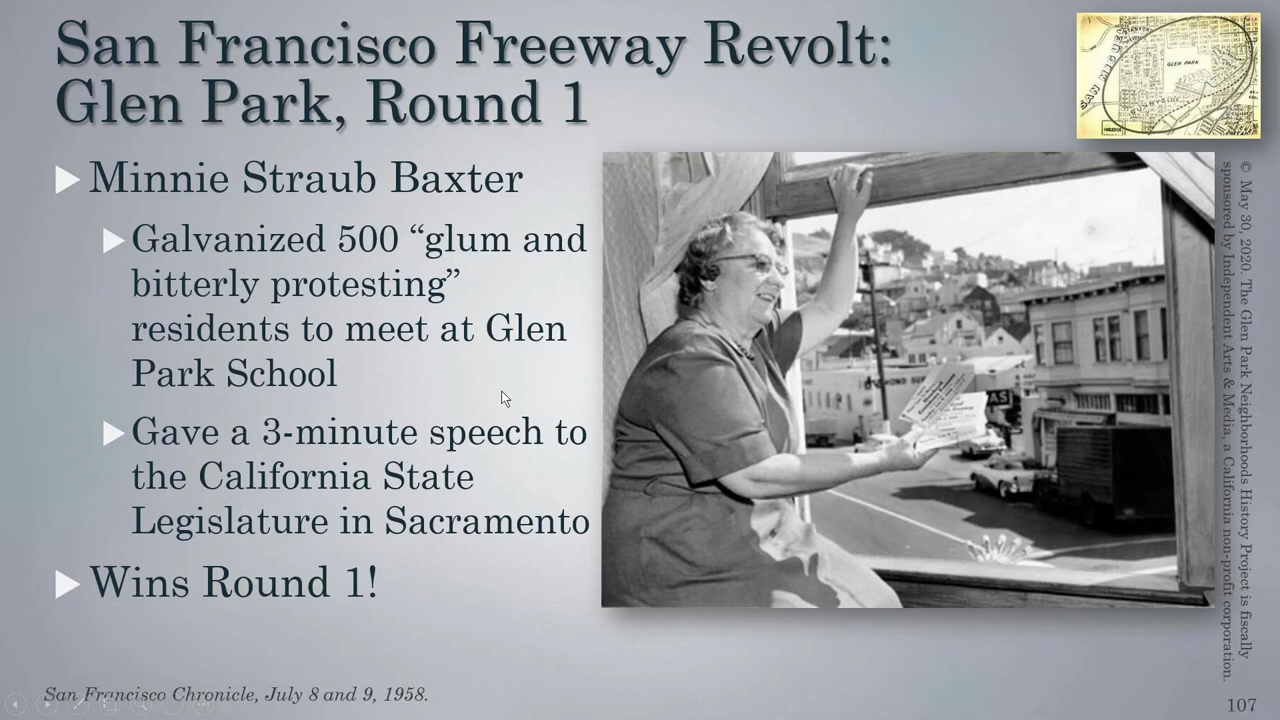 San Francisco Freeway Revolt:
Glen Park, Round 1
Minnie Straub Baxter
Galvanized 500 “glum and
bitterly protesting”
residents to meet at Glen
Park School
Gave a 3-minute speech to
the California State
Legislature in Sacramento
Wins Round 1!
GLEN PARK
© May 30, 2020. The Glen Park Neighborhoods History Project is fiscally
sponsored by Independent Arts & Media, a California non-profit corporation.
San Francisco Chronicle, July 8 and 9, 1958.
107